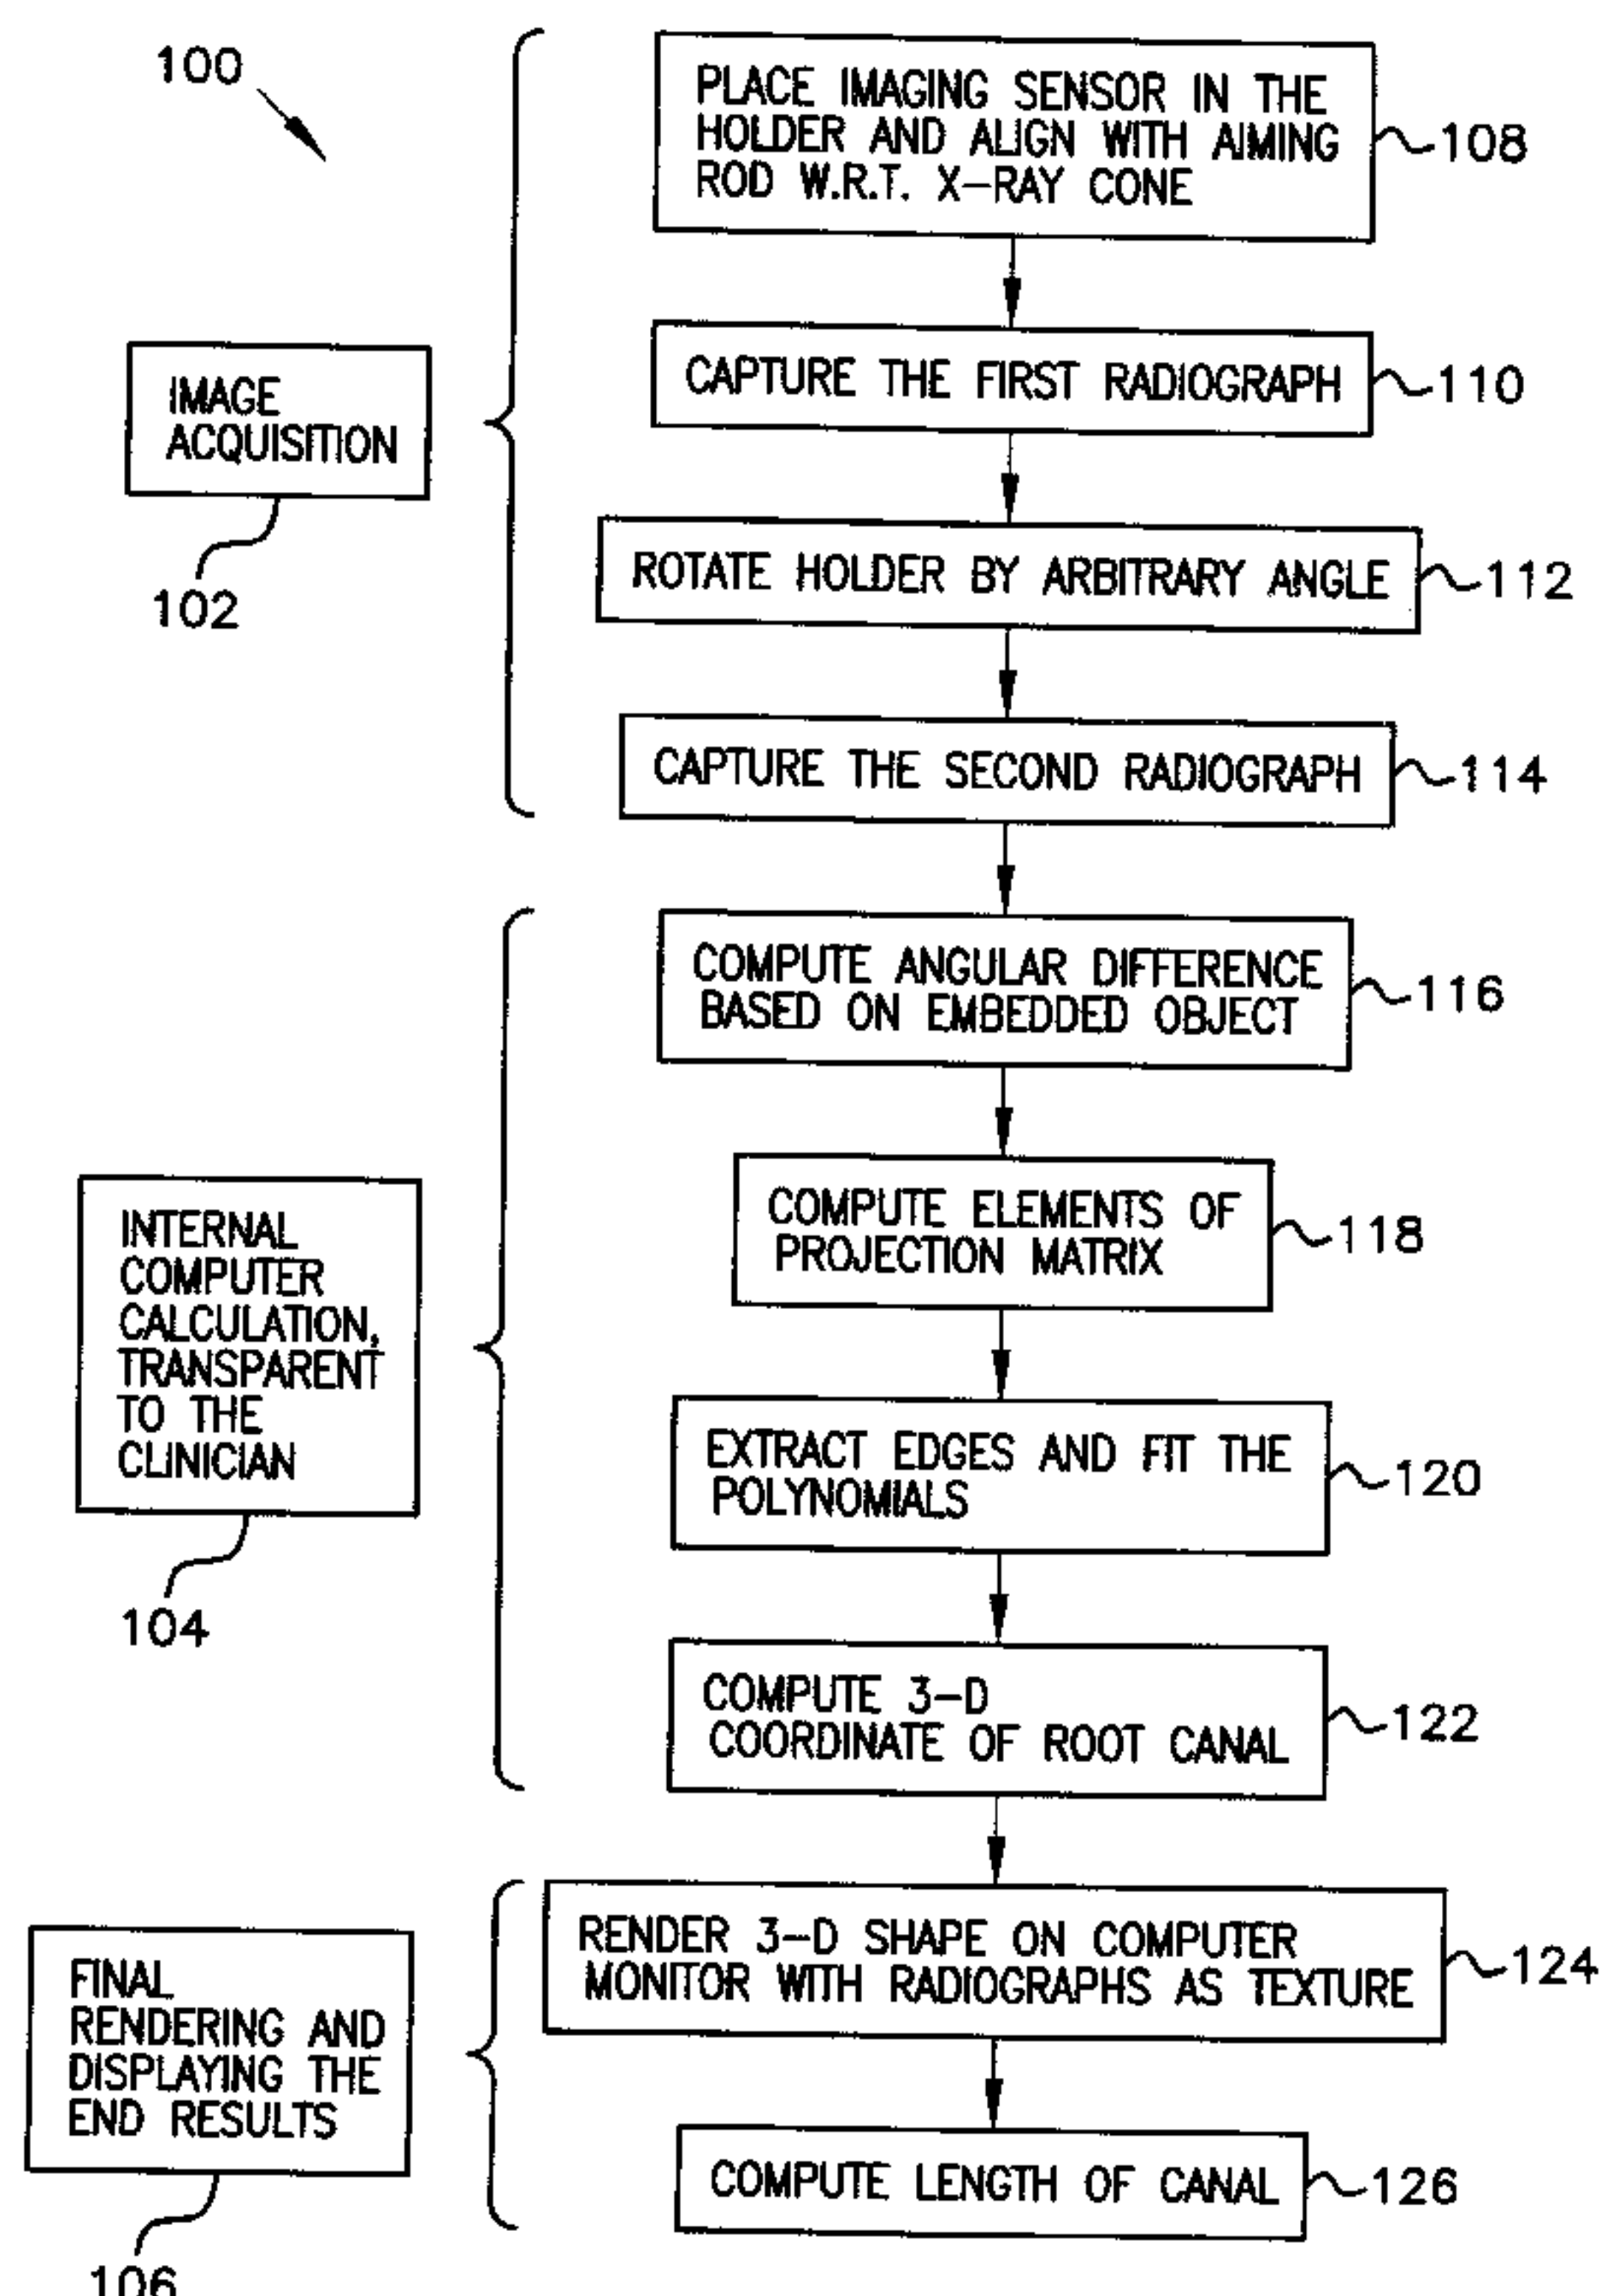 100
PLACE IMAGING SENSOR IN THE
HOLDER AND ALIGN WITH AIMING
ROD W.R.T. X-RAY CONE
108
CAPTURE THE FIRST RADIOGRAPH
110
IMAGE
ACQUISITION
102
ROTATE HOLDER BY ARBITRARY ANGLE
112
CAPTURE THE SECOND RADIOGRAPH
114
COMPUTE ANGULAR DIFFERENCE
BASED ON EMBEDDED OBJECT
116
INTERNAL
COMPUTER
CALCULATION,
TRANSPARENT
TO THE
CLINICIAN
104
COMPUTE ELEMENTS OF
PROJECTION MATRIX
118
EXTRACT EDGES AND FIT THE
POLYNOMIALS
120
COMPUTE 3-D
COORDINATE OF ROOT CANAL
122
FINAL
RENDERING AND
DISPLAYING THE
END RESULTS
106
RENDER 3-D SHAPE ON COMPUTER
MONITOR WITH RADIOGRAPHS AS TEXTURE
124
COMPUTE LENGTH OF CANAL
126